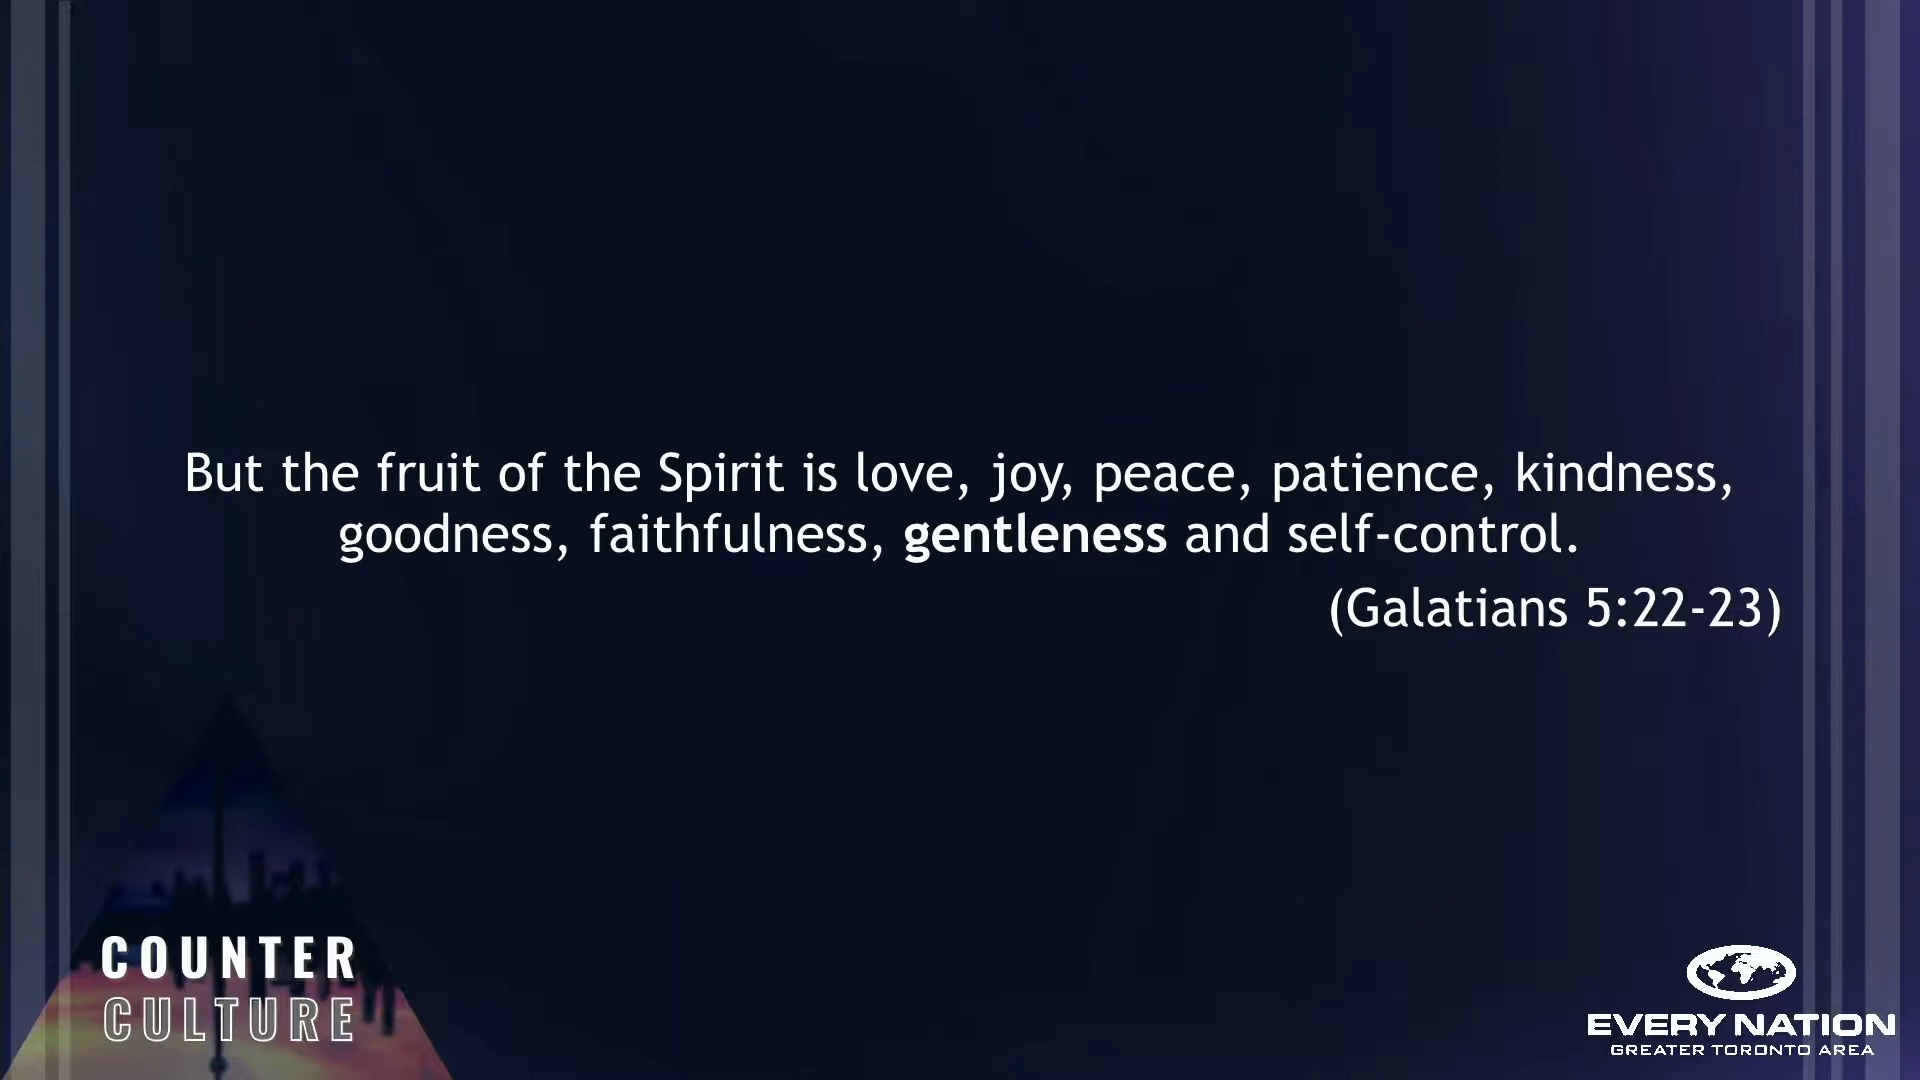 But the fruit of the Spirit is love, joy, peace, patience, kindness,
goodness, faithfulness, gentleness and self-control.
(Galatians 5:22-23)
COUNTER
CULTURE
EVERY NATION
GREATER TORONTO AREA